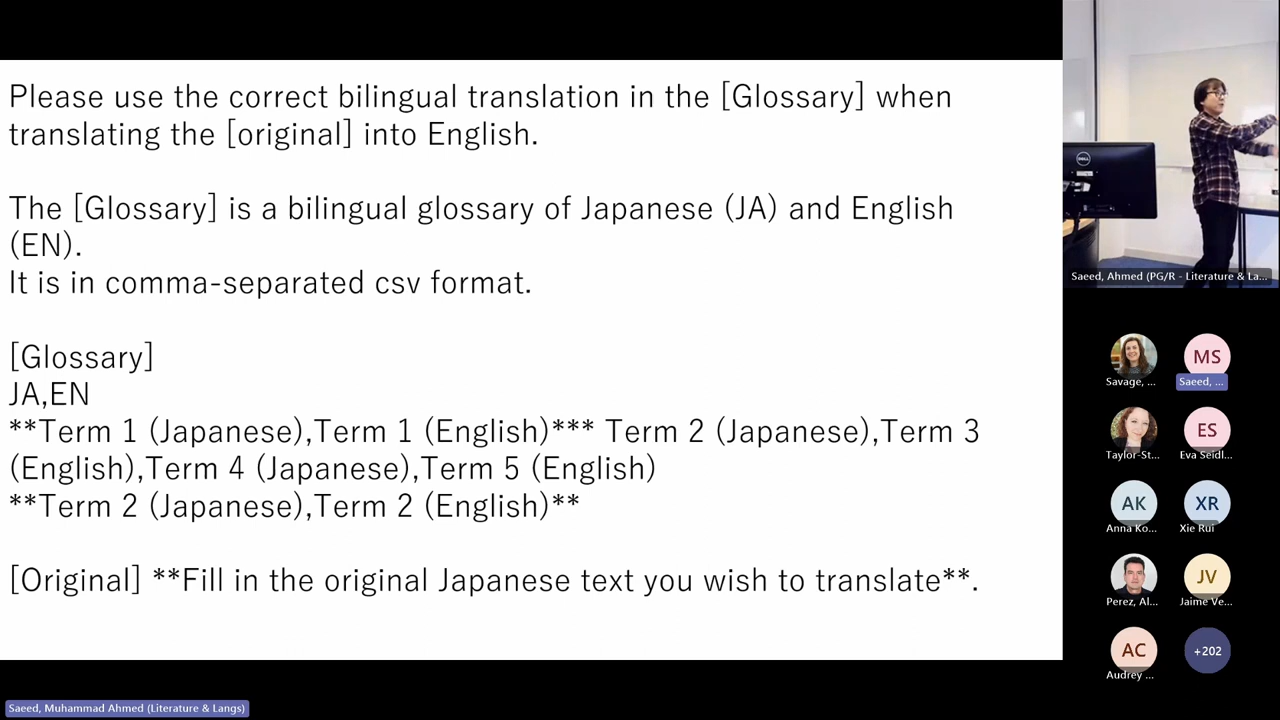 Please use the correct bilingual translation in the [Glossary] when
translating the [original] into English.
The [Glossary] is a bilingual glossary of Japanese (JA) and English
(EN).
It is in comma-separated csv format.
[Glossary]
JA,EN
**Term 1 (Japanese),Term 1 (English)*** Term 2 (Japanese),Term 3
(English),Term 4 (Japanese),Term 5 (English)
**Term 2 (Japanese),Term 2 (English)**
[Original] **Fill in the original Japanese text you wish to translate**.
DELL
Saeed, Ahmed (PG/R - Literature & La...
MS
Savage, ...
Saeed, ...
ES
Taylor-St...
Eva Seidl...
AK
XR
Anna Ko...
Xie Rui
JV
Perez, Al...
Jaime Ve...
AC
+202
Audrey ...
Saeed, Muhammad Ahmed (Literature & Langs)